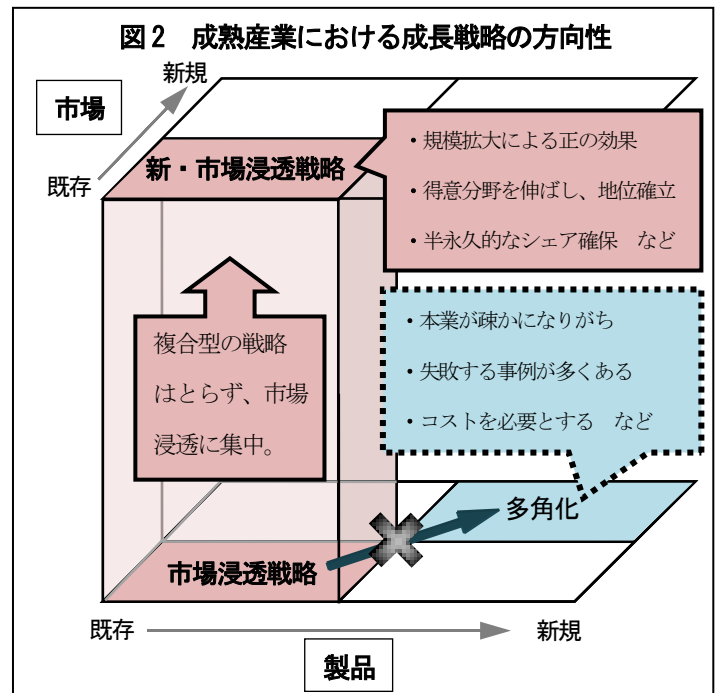 図2 成熟産業における成長戦略の方向性
新規
市場
既存
新・市場浸透戦略
・規模拡大による正の効果
・得意分野を伸ばし、地位確立
・半永久的なシェア確保 など
複合型の戦略
はとらず、市場
浸透に集中。
・本業が疎かになりがち
・失敗する事例が多くある
・コストを必要とする など
多角化
市場浸透戦略
既存
新規
製品